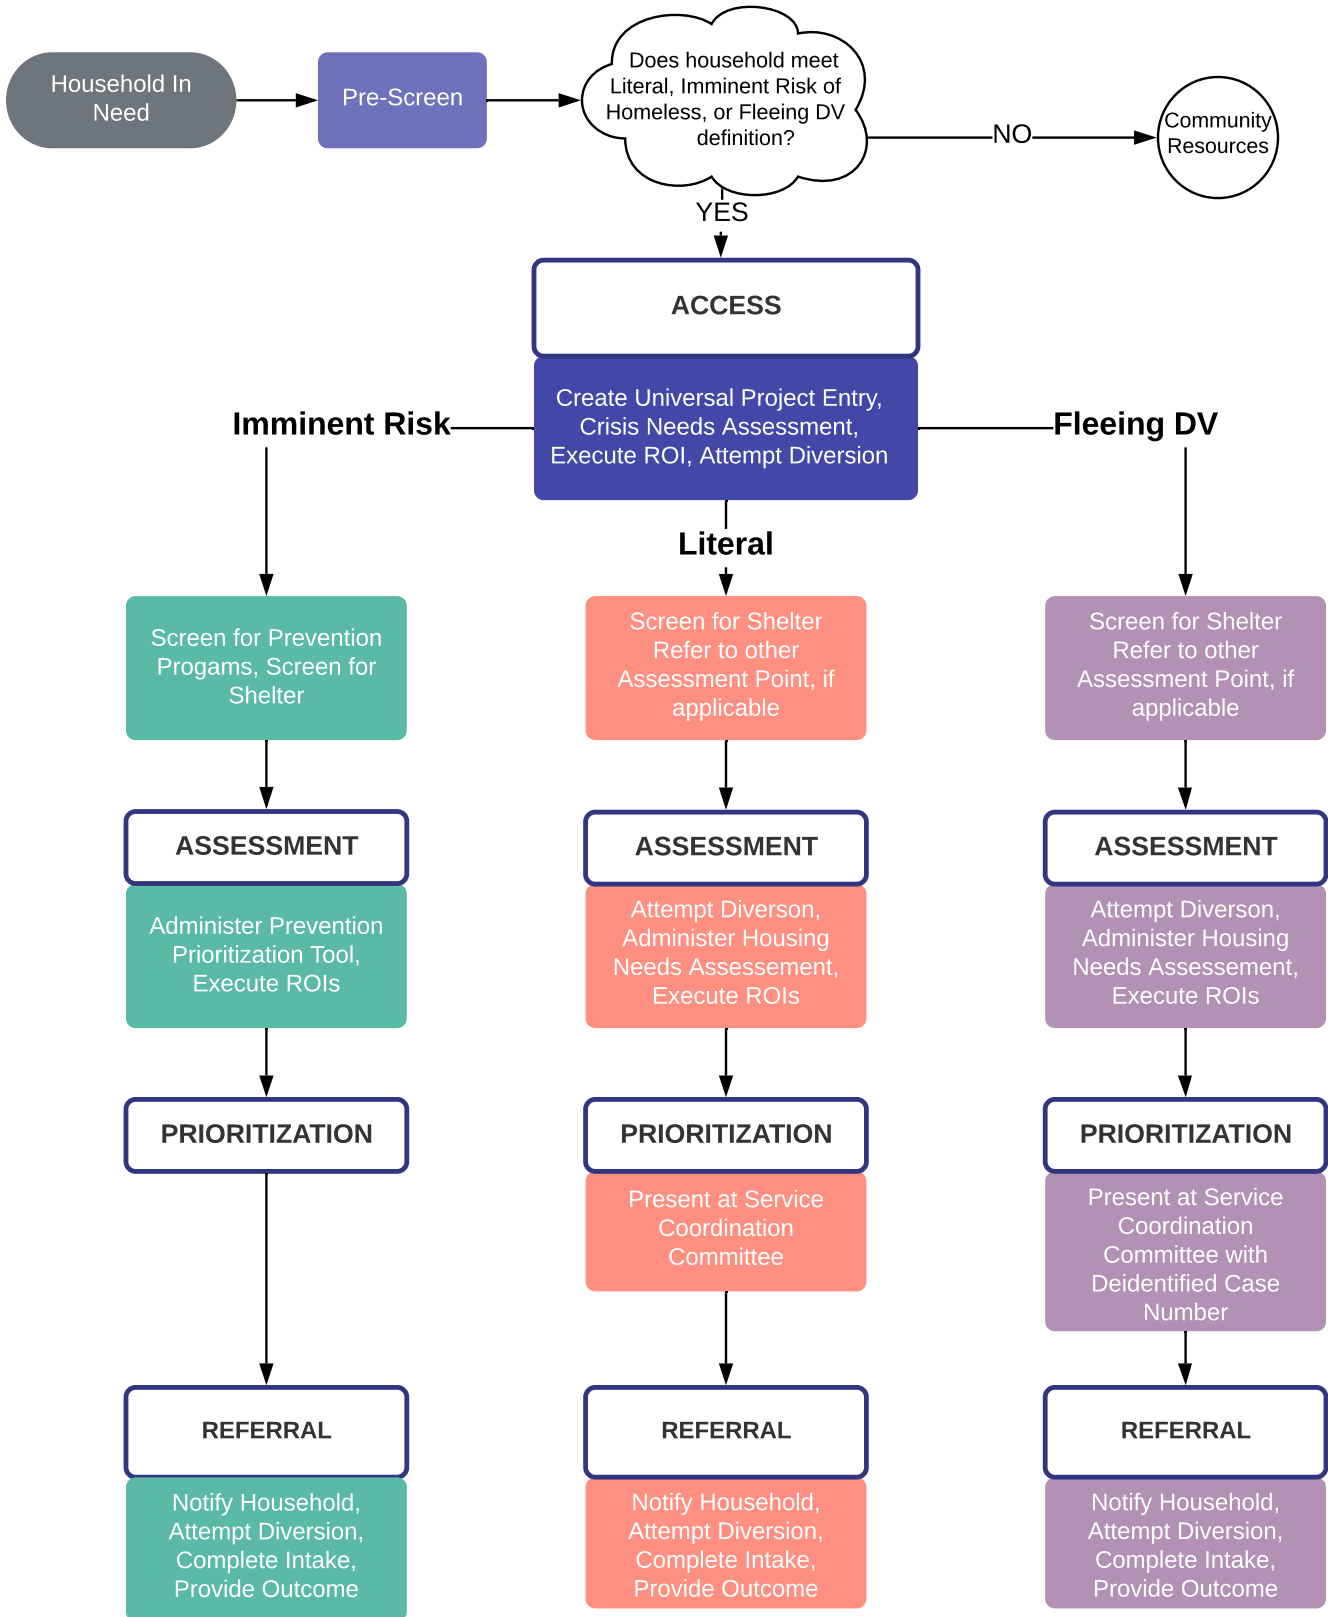 Household In
Need
Pre-Screen
Does household meet
Literal, Imminent Risk of
Homeless, or Fleeing DV
definition?
NO
Community
Resources
YES
ACCESS
Create Universal Project Entry,
Crisis Needs Assessment,
Execute ROI, Attempt Diversion
Imminent Risk
Literal
Fleeing DV
Screen for Prevention
Progams, Screen for
Shelter
ASSESSMENT
Administer Prevention
Prioritization Tool,
Execute ROIs
PRIORITIZATION
REFERRAL
Notify Household,
Attempt Diversion,
Complete Intake,
Provide Outcome
Screen for Shelter
Refer to other
Assessment Point, if
applicable
ASSESSMENT
Attempt Diverson,
Administer Housing
Needs Assessement,
Execute ROIs
PRIORITIZATION
Present at Service
Coordination
Committee
REFERRAL
Notify Household,
Attempt Diversion,
Complete Intake,
Provide Outcome
Screen for Shelter
Refer to other
Assessment Point, if
applicable
ASSESSMENT
Attempt Diverson,
Administer Housing
Needs Assessement,
Execute ROIs
PRIORITIZATION
Present at Service
Coordination
Committee with
Deidentified Case
Number
REFERRAL
Notify Household,
Attempt Diversion,
Complete Intake,
Provide Outcome